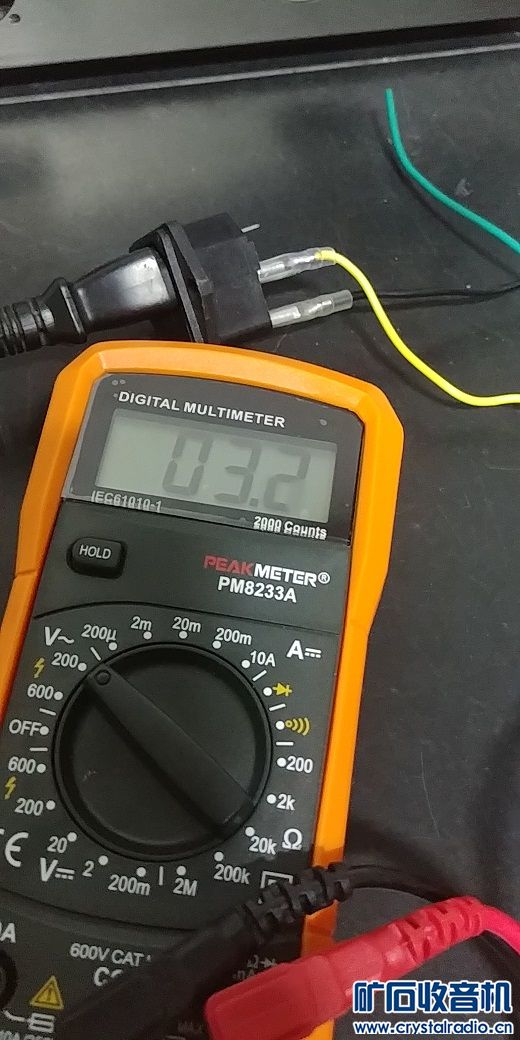 DIGITAL MULTIMETER
03.2
IEC61010-1
2000 Counts
HOLD
PEAKMETER®
PM8233A
V~ 200µ 2m 20m 200m A⎓
200 10A
600
OFF
600 200
200 2k
20 20k Ω
CE V⎓ 2 200m 2M 200k
600V CAT
矿石收音机
www.crystalradio.cn